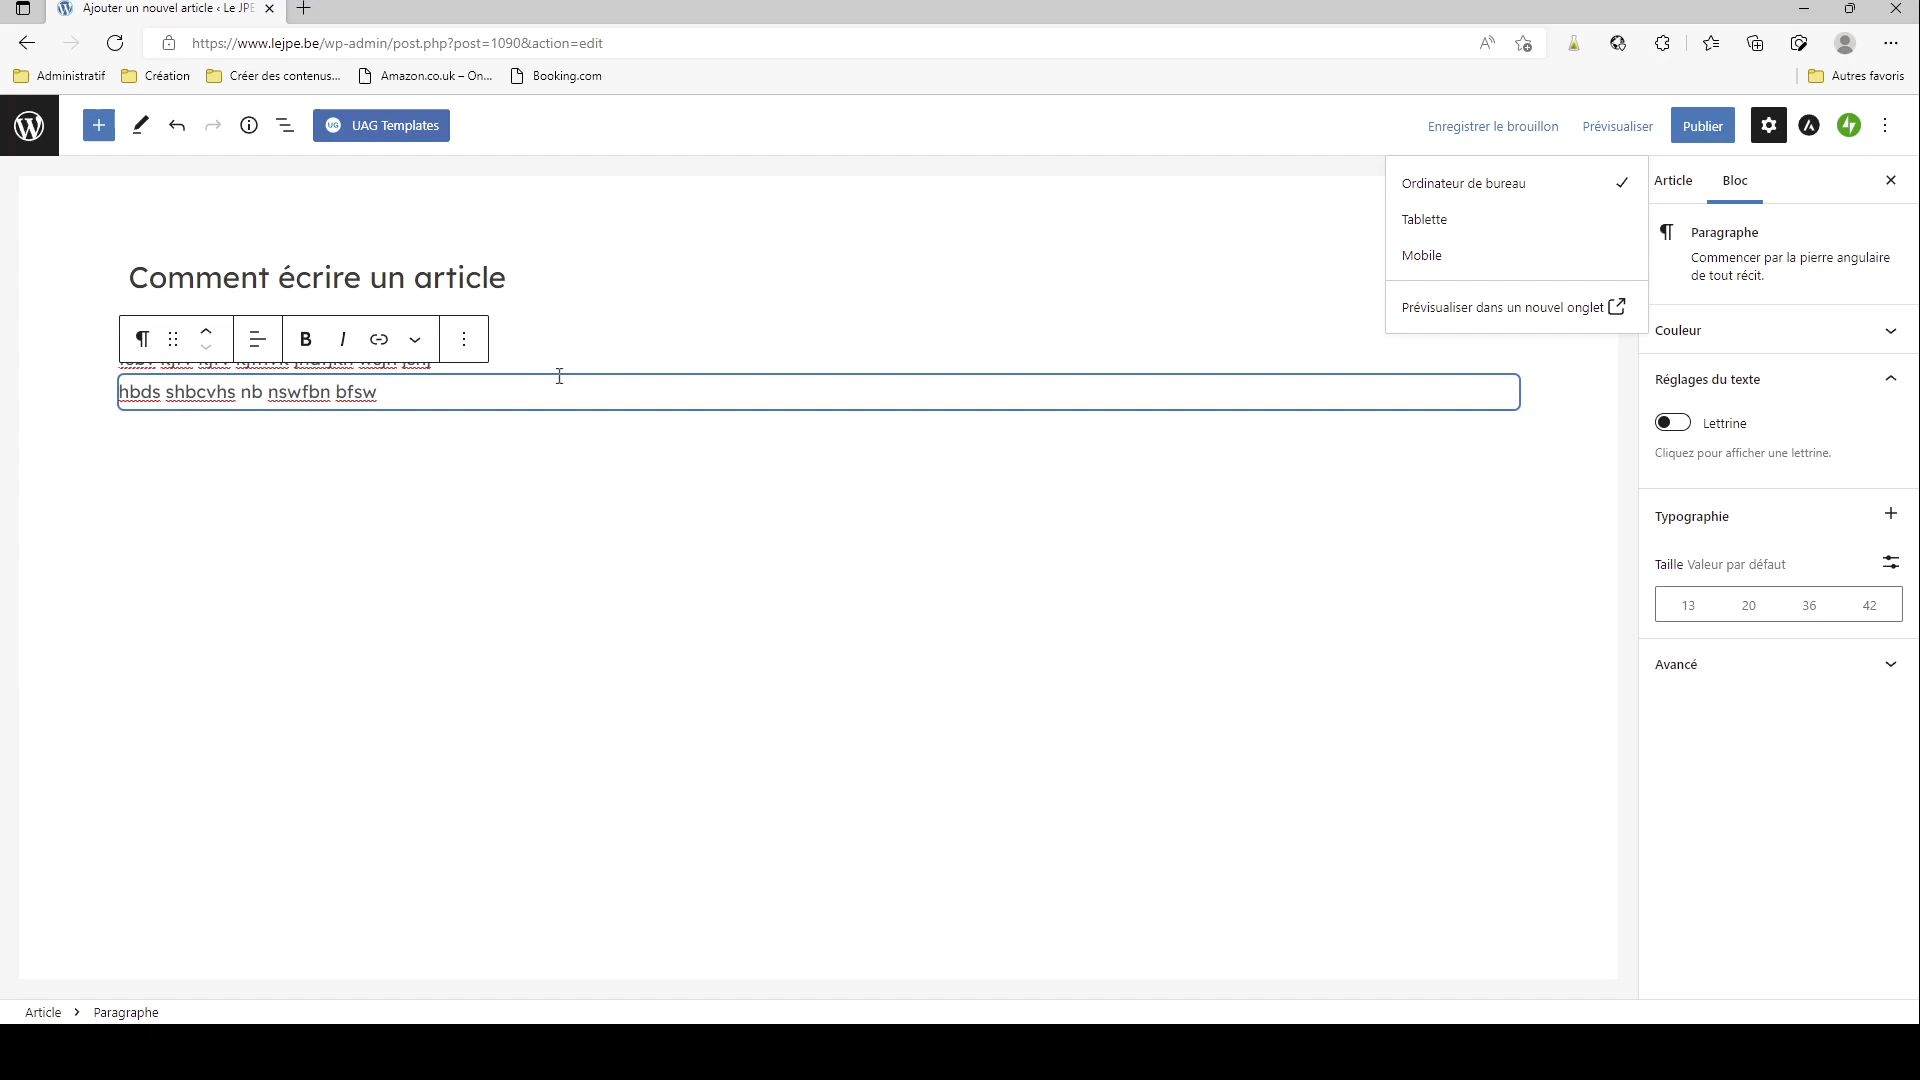 Ajouter un nouvel article ‹ Le JPE
https://www.lejpe.be/wp-admin/post.php?post=1090&action=edit
Administratif
Création
Créer des contenus...
Amazon.co.uk – On...
Booking.com
Autres favoris
UAG Templates
Enregistrer le brouillon
Prévisualiser
Publier
Ordinateur de bureau
Tablette
Mobile
Prévisualiser dans un nouvel onglet
Article
Bloc
Paragraphe
Commencer par la pierre angulaire
de tout récit.
Couleur
Réglages du texte
Lettrine
Cliquez pour afficher une lettrine.
Typographie
Taille Valeur par défaut
13 20 36 42
Avancé
Comment écrire un article
B I
hbds shbcvhs nb nswfbn bfsw
Article > Paragraphe